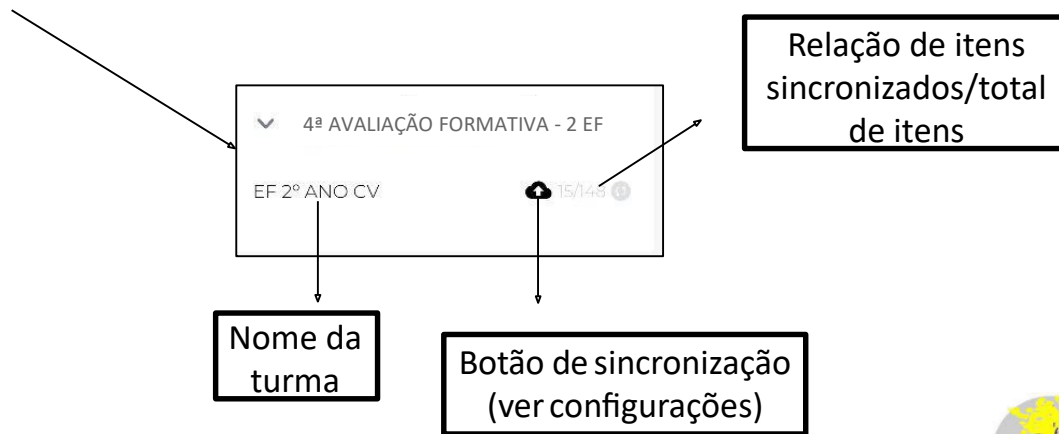 Relação de itens
sincronizados/total
de itens
4ª AVALIAÇÃO FORMATIVA - 2 EF
EF 2º ANO CV
15/148
Nome da
turma
Botão de sincronização
(ver configurações)